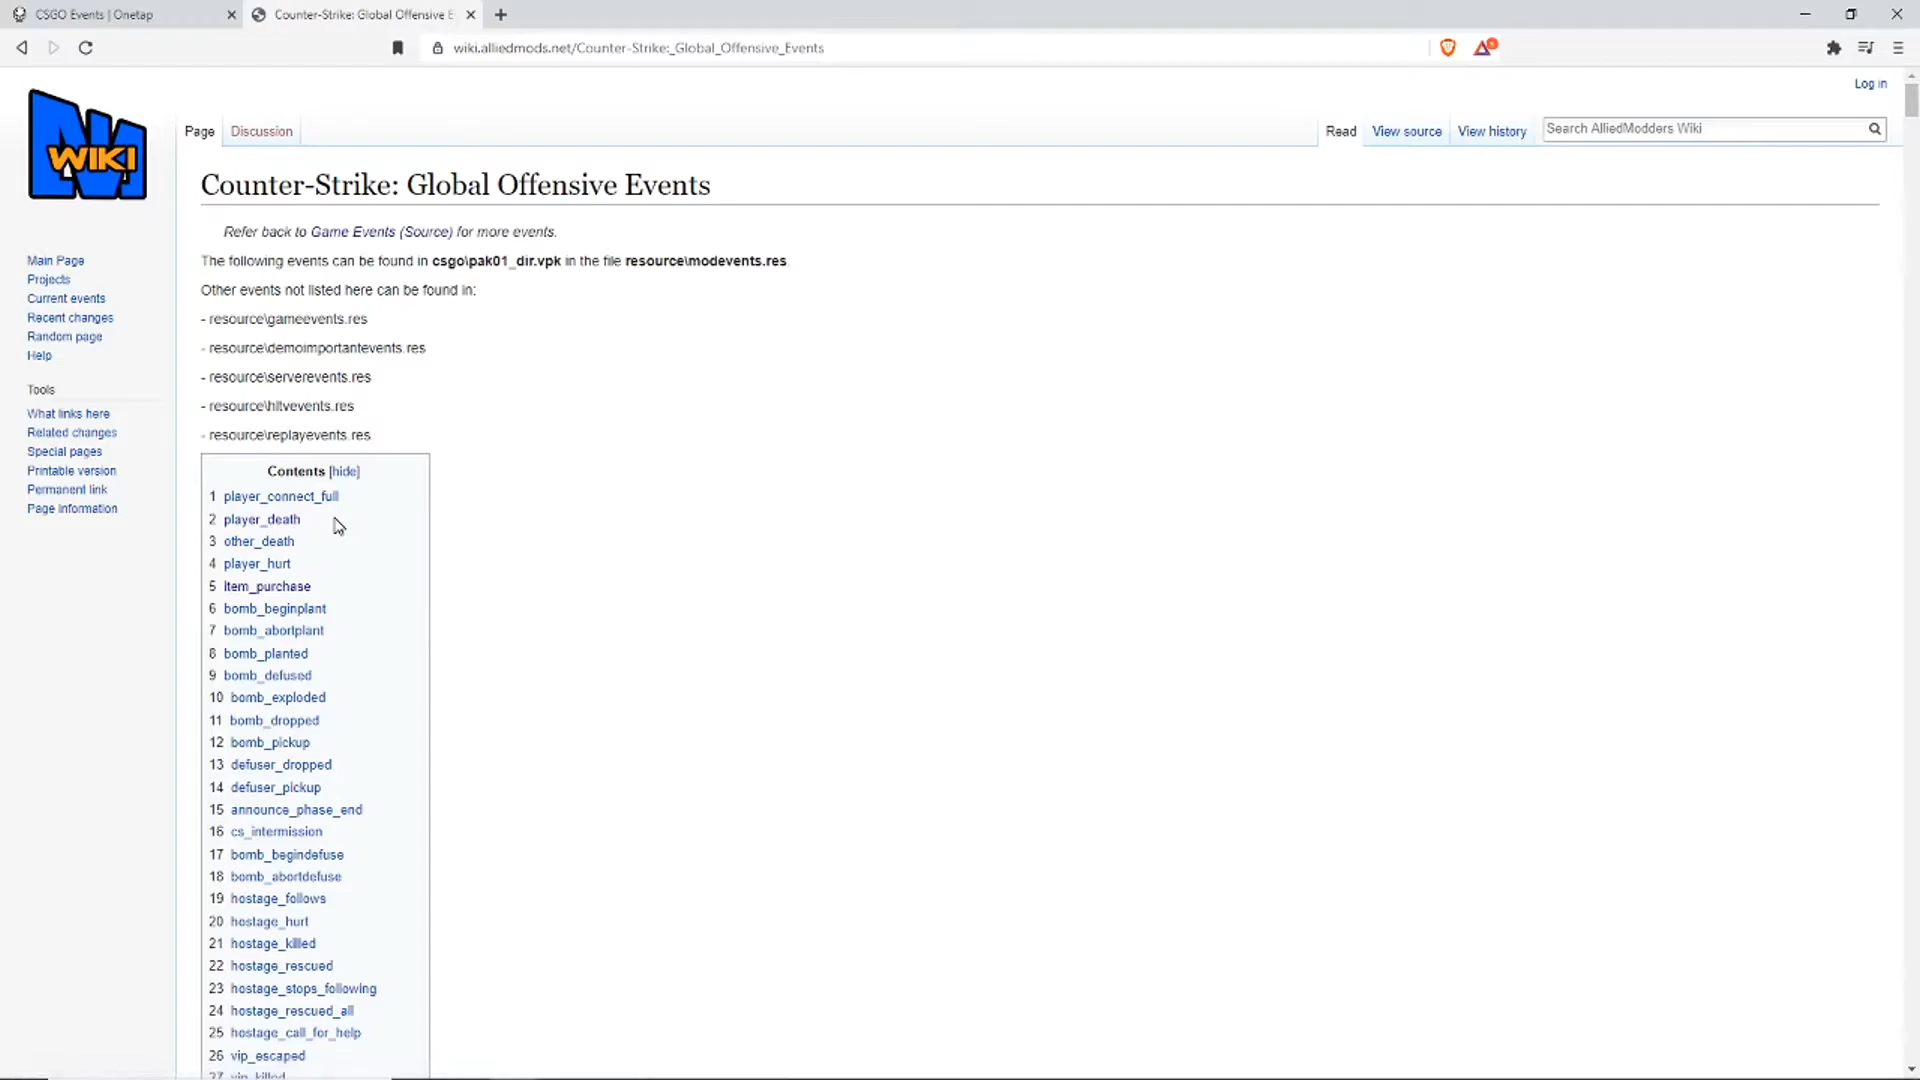 CSGO Events | Onetap
Counter-Strike: Global Offensive E
wiki.alliedmods.net/Counter-Strike:_Global_Offensive_Events
Log in
WIKI
Page
Discussion
Read
View source
View history
Search AlliedModders Wiki
Counter-Strike: Global Offensive Events
Refer back to Game Events (Source) for more events.
The following events can be found in csgo\pak01_dir.vpk in the file resource\modevents.res.
Other events not listed here can be found in:
- resource\gameevents.res
- resource\demoimportantevents.res
- resource\serverevents.res
- resource\hltvevents.res
- resource\replayevents.res
Main Page
Projects
Current events
Recent changes
Random page
Help
Tools
What links here
Related changes
Special pages
Printable version
Permanent link
Page information
Contents [hide]
1 player_connect_full
2 player_death
3 other_death
4 player_hurt
5 item_purchase
6 bomb_beginplant
7 bomb_abortplant
8 bomb_planted
9 bomb_defused
10 bomb_exploded
11 bomb_dropped
12 bomb_pickup
13 defuser_dropped
14 defuser_pickup
15 announce_phase_end
16 cs_intermission
17 bomb_begindefuse
18 bomb_abortdefuse
19 hostage_follows
20 hostage_hurt
21 hostage_killed
22 hostage_rescued
23 hostage_stops_following
24 hostage_rescued_all
25 hostage_call_for_help
26 vip_escaped
27 vip_killed